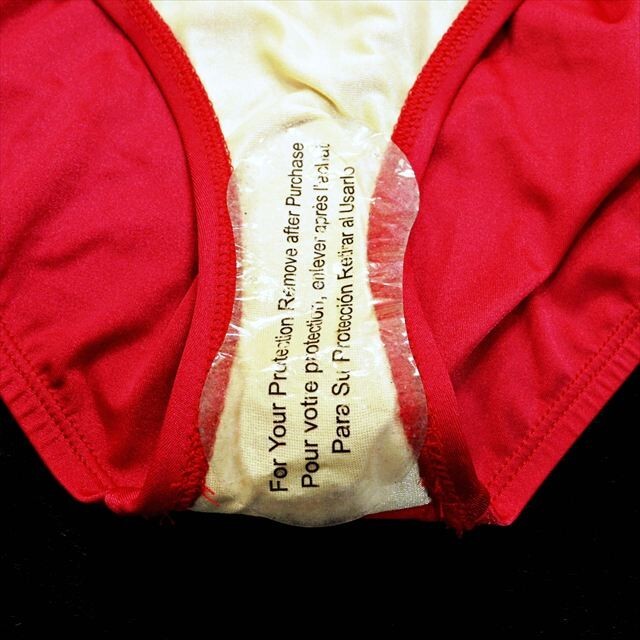 For Your Protection Remove after Purchase
Pour votre protection, enlever après l'achat
Para Su Protección Retirar al Usarlo